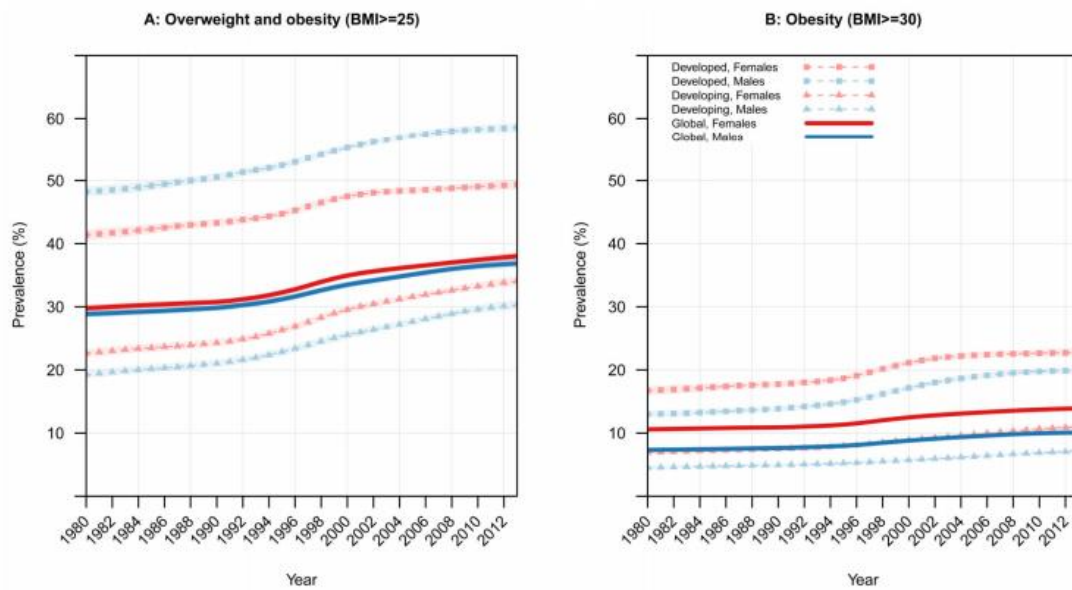 A: Overweight and obesity (BMI>=25)
Prevalence (%)
60
50
40
30
20
10
1980 1982 1984 1986 1988 1990 1992 1994 1996 1998 2000 2002 2004 2006 2008 2010 2012
Year
B: Obesity (BMI>=30)
Developed, Females
Developed, Males
Developing, Females
Developing, Males
Global, Females
Global, Males
Prevalence (%)
60
50
40
30
20
10
1980 1982 1984 1986 1988 1990 1992 1994 1996 1998 2000 2002 2004 2006 2008 2010 2012
Year